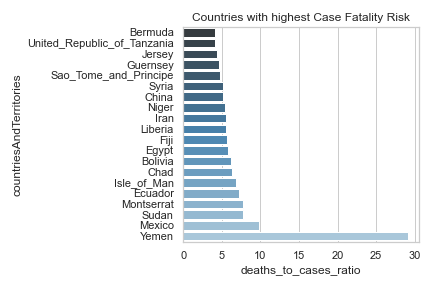 Countries with highest Case Fatality Risk
countriesAndTerritories
Bermuda
United_Republic_of_Tanzania
Jersey
Guernsey
Sao_Tome_and_Principe
Syria
China
Niger
Iran
Liberia
Fiji
Egypt
Bolivia
Chad
Isle_of_Man
Ecuador
Montserrat
Sudan
Mexico
Yemen
0 5 10 15 20 25 30
deaths_to_cases_ratio